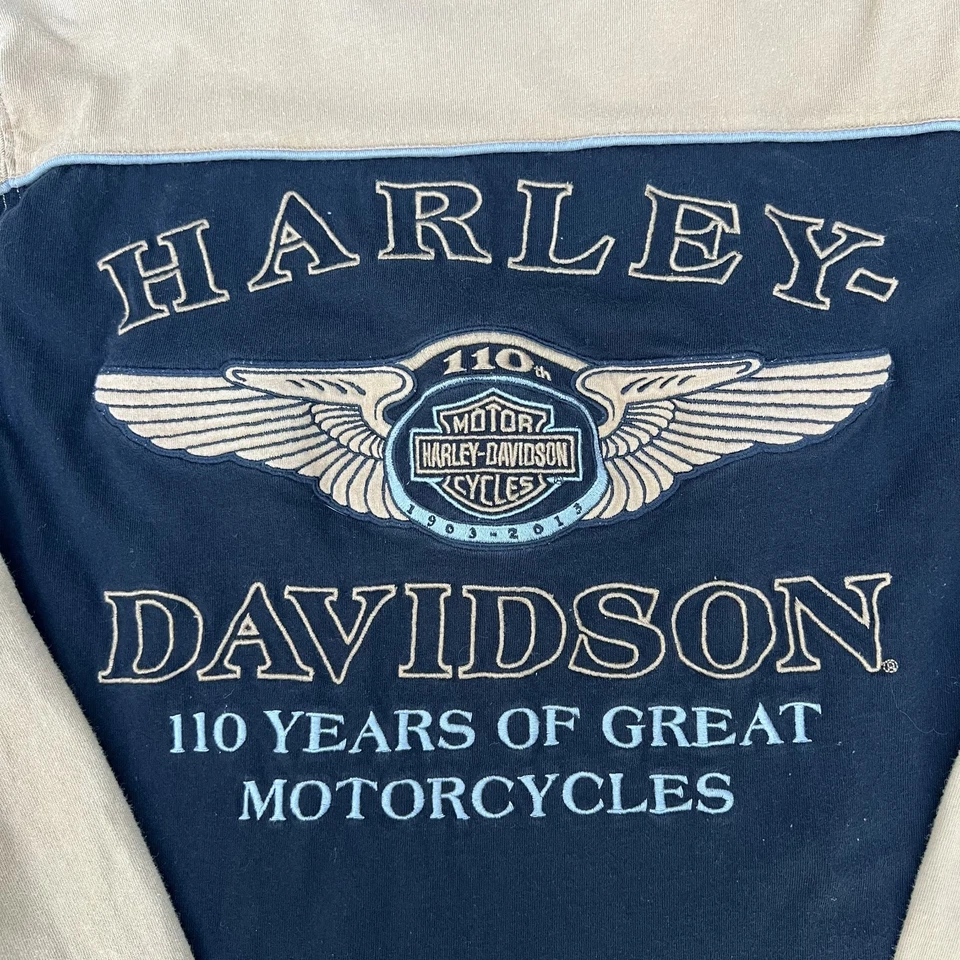 HARLEY-
110th
MOTOR
HARLEY-DAVIDSON
CYCLES
1903-2013
DAVIDSON®
110 YEARS OF GREAT
MOTORCYCLES